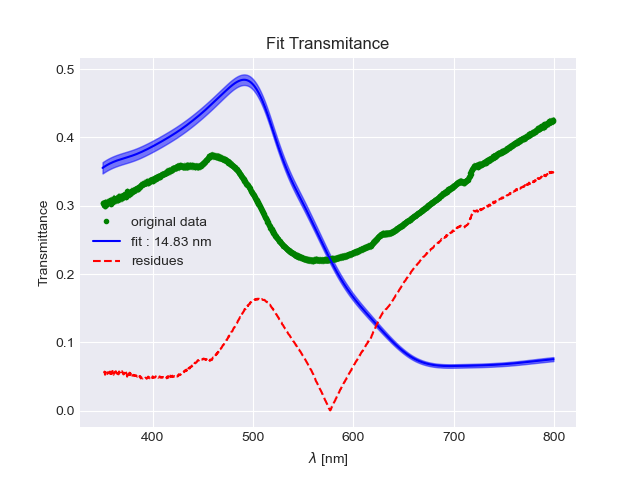 Fit Transmitance
Transmittance
0.5
0.4
0.3
0.2
0.1
0.0
original data
fit : 14.83 nm
residues
400 500 600 700 800
λ [nm]